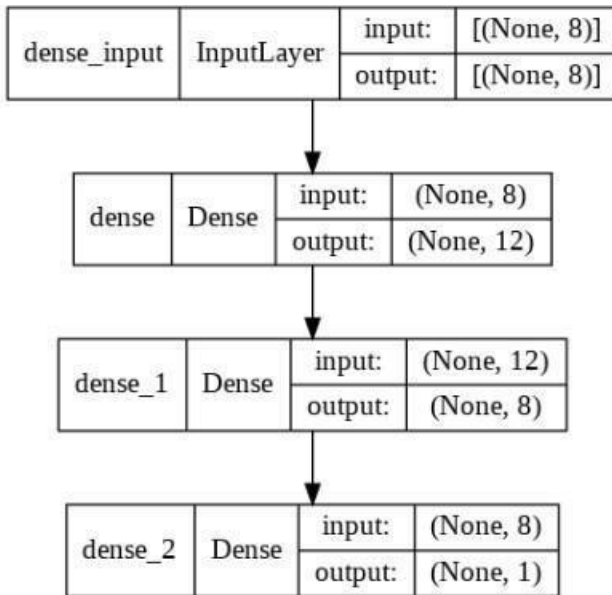 dense_input InputLayer input: [(None, 8)]
output: [(None, 8)]
dense Dense input: (None, 8)
output: (None, 12)
dense_1 Dense input: (None, 12)
output: (None, 8)
dense_2 Dense input: (None, 8)
output: (None, 1)